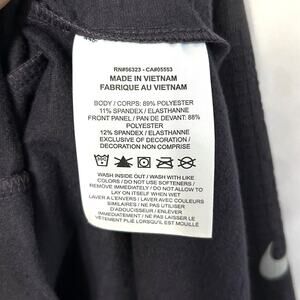 RN#56323 - CA#05553
MADE IN VIETNAM
FABRIQUE AU VIETNAM
BODY / CORPS: 89% POLYESTER
11% SPANDEX / ELASTHANNE
FRONT PANEL / PAN DE DEVANT: 88%
POLYESTER
12% SPANDEX / ELASTHANNE
EXCLUSIVE OF DECORATION /
DECORATION NON COMPRISE
WASH INSIDE OUT / WASH WITH LIKE
COLORS / DO NOT USE SOFTENERS /
REMOVE IMMEDIATELY / DO NOT ALLOW TO
LAY ON ITSELF WHEN WET
LAVER A L'ENVERS / LAVER AVEC COULEURS
SIMILAIRES / NE PAS UTILISER
D'ADOUCISSEUR / ENLEVER
IMMEDIATEMENT / NE PAS LAISSER LE
VÊTEMENT PLIÉ LORSQU'IL EST MOUILLÉ